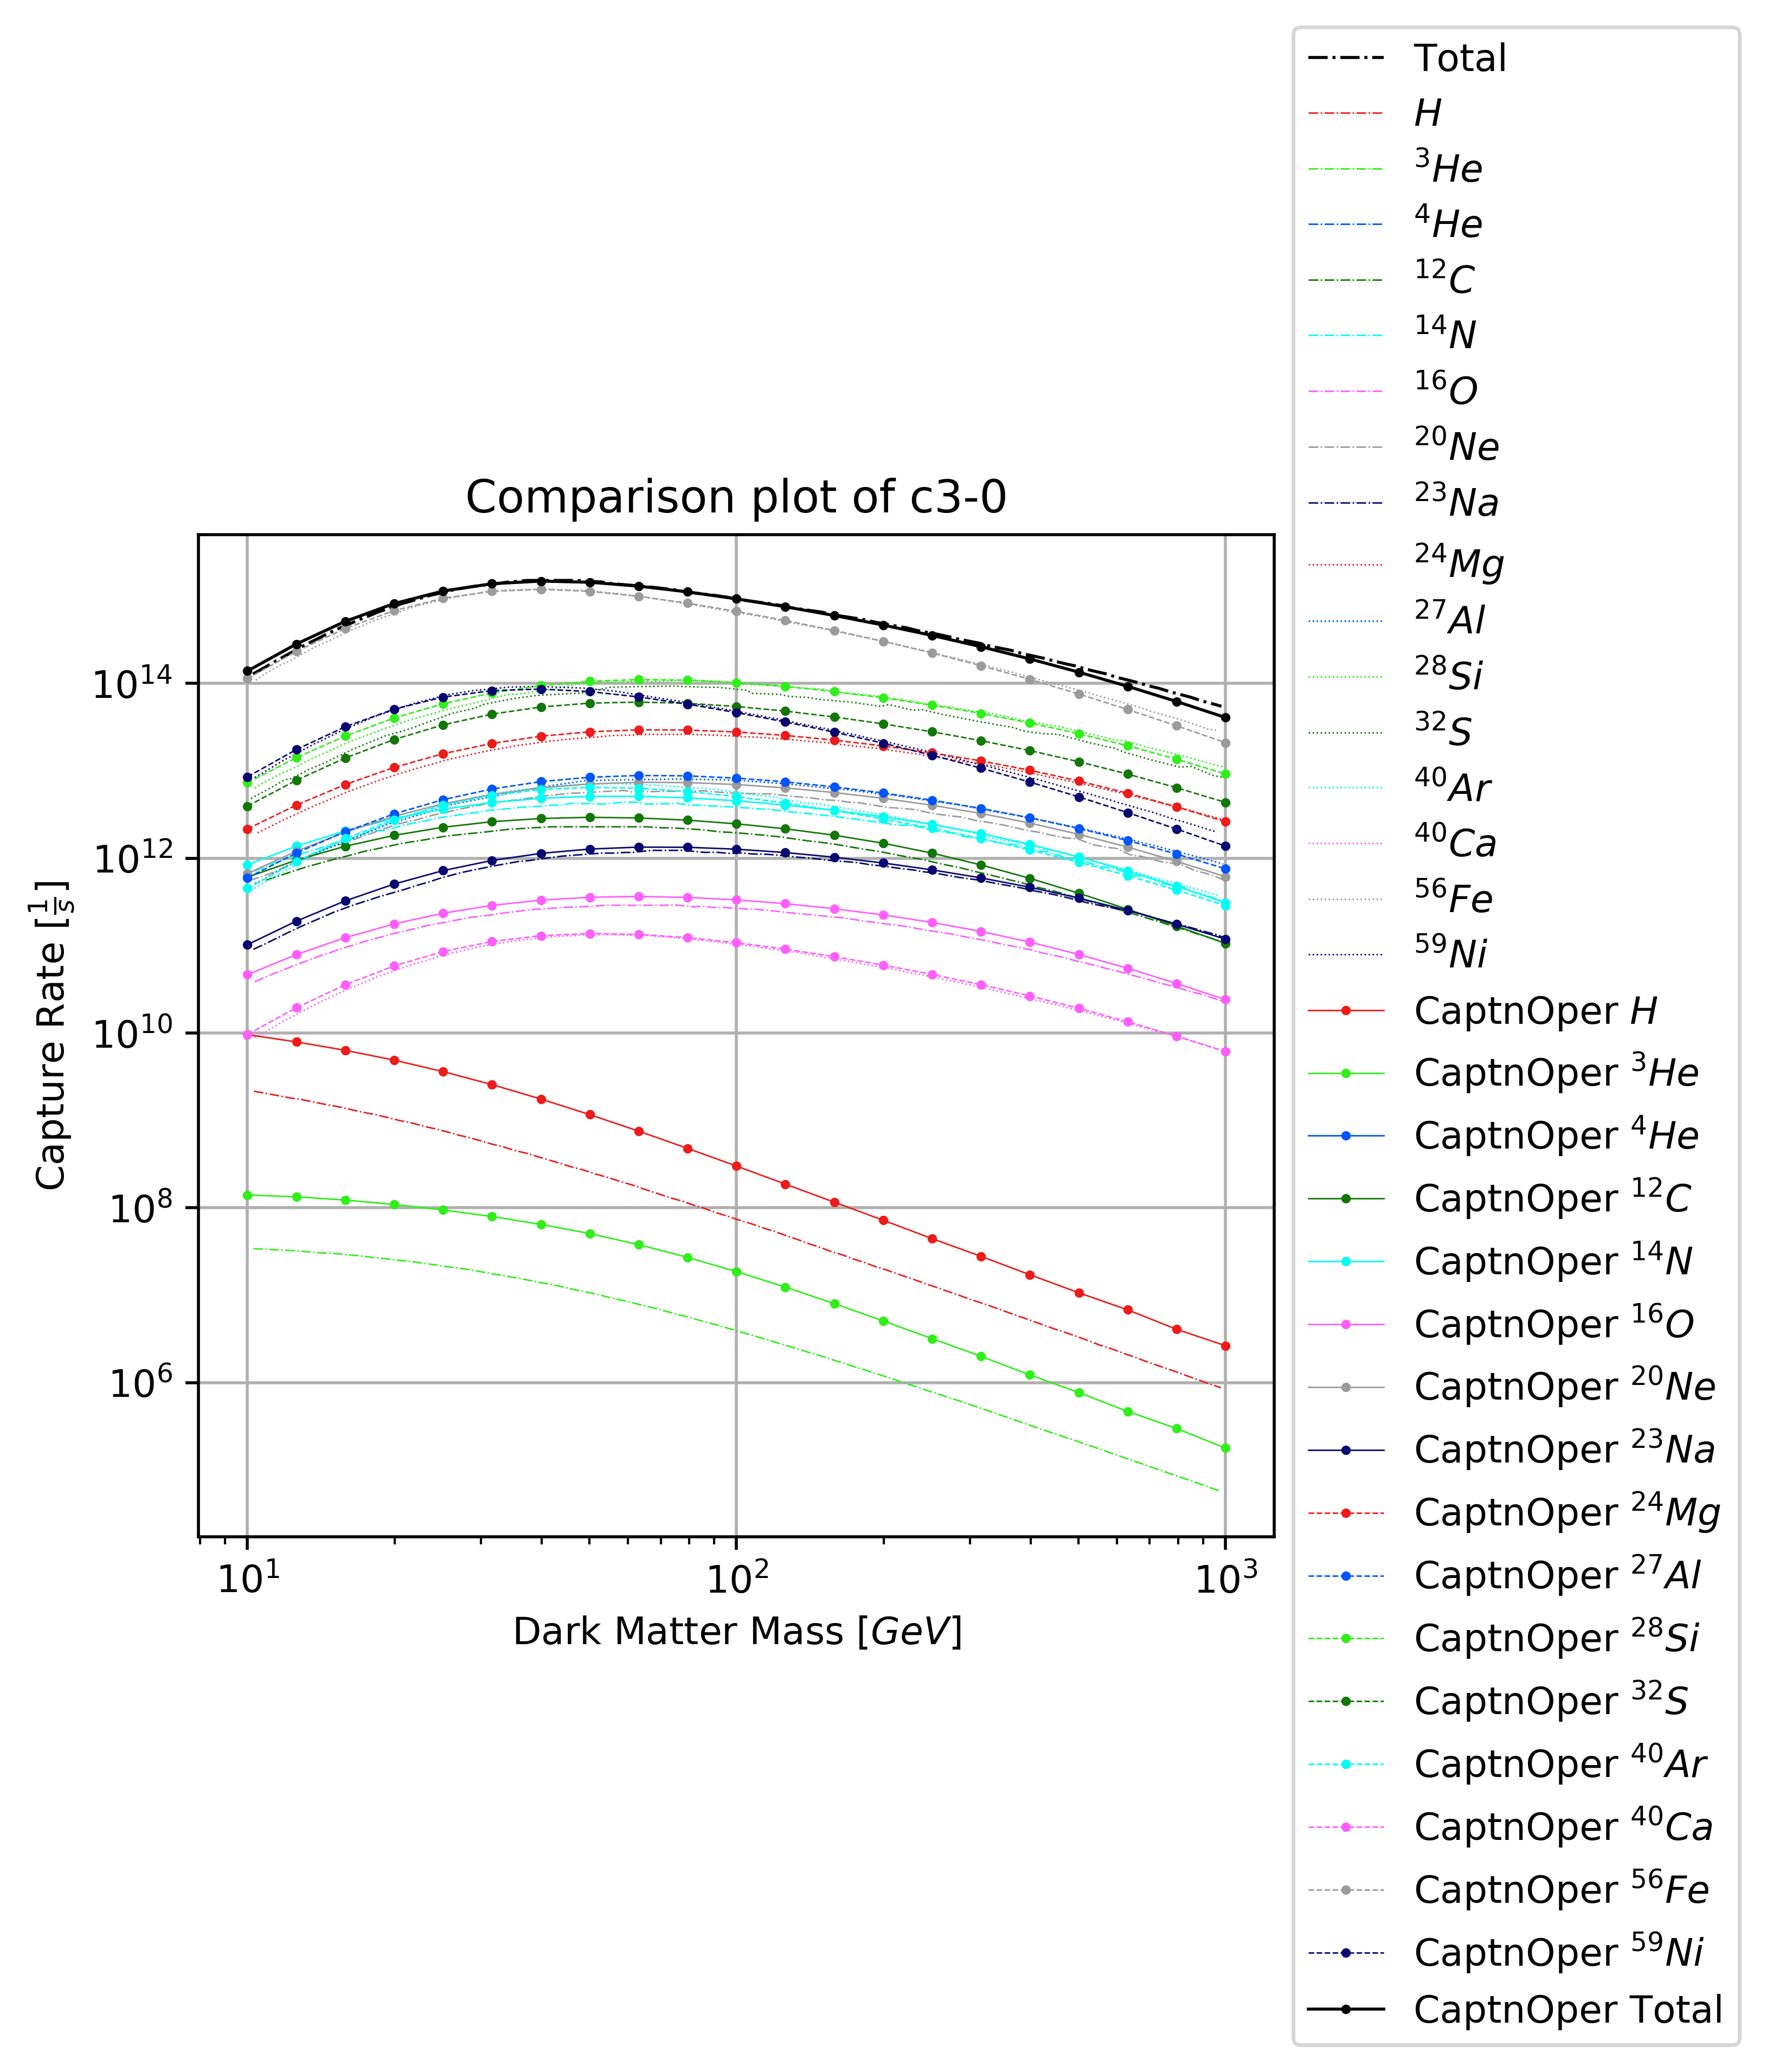 Comparison plot of c3-0
Capture Rate [1/s]
10^14
10^12
10^10
10^8
10^6
10^1
10^2
10^3
Dark Matter Mass [GeV]
Total
H
^3He
^4He
^12C
^14N
^16O
^20Ne
^23Na
^24Mg
^27Al
^28Si
^32S
^40Ar
^40Ca
^56Fe
^59Ni
CaptnOper H
CaptnOper ^3He
CaptnOper ^4He
CaptnOper ^12C
CaptnOper ^14N
CaptnOper ^16O
CaptnOper ^20Ne
CaptnOper ^23Na
CaptnOper ^24Mg
CaptnOper ^27Al
CaptnOper ^28Si
CaptnOper ^32S
CaptnOper ^40Ar
CaptnOper ^40Ca
CaptnOper ^56Fe
CaptnOper ^59Ni
CaptnOper Total